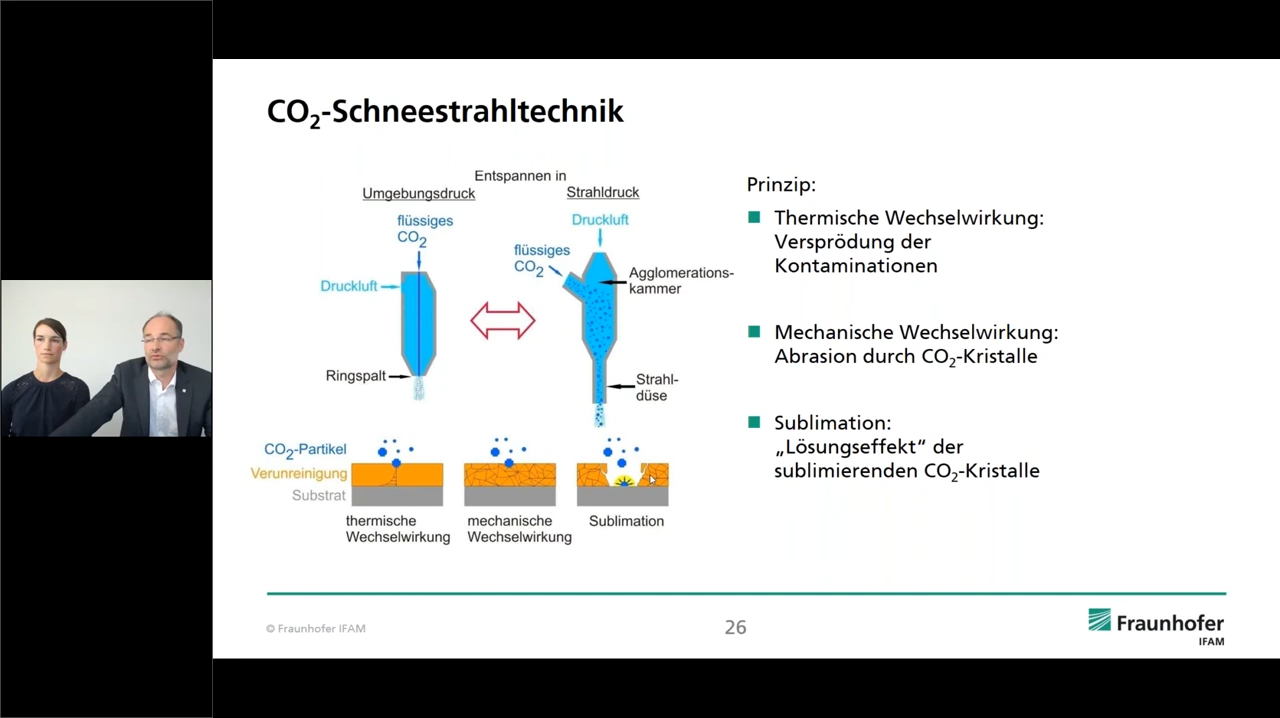 CO₂-Schneestrahltechnik
Entspannen in
Umgebungsdruck
Strahldruck
flüssiges
CO₂
Druckluft
Ringspalt
Druckluft
flüssiges
CO₂
Agglomerations-
kammer
Strahl-
düse
CO₂-Partikel
Verunreinigung
Substrat
thermische
Wechselwirkung
mechanische
Wechselwirkung
Sublimation
Prinzip:
Thermische Wechselwirkung:
Versprödung der
Kontaminationen
Mechanische Wechselwirkung:
Abrasion durch CO₂-Kristalle
Sublimation:
„Lösungseffekt“ der
sublimierenden CO₂-Kristalle
© Fraunhofer IFAM
26
Fraunhofer
IFAM